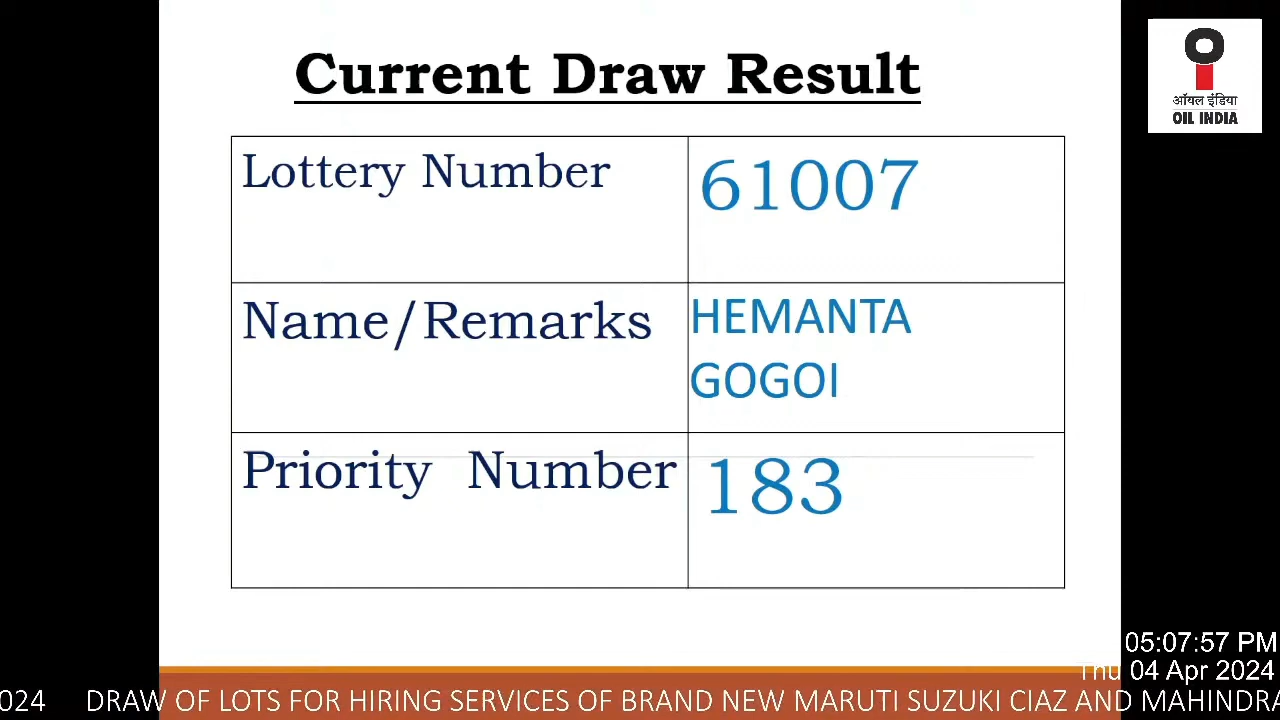 Current Draw Result
ऑयल इंडिया
OIL INDIA
Lottery Number 61007
Name/Remarks HEMANTA
GOGOI
Priority Number 183
05:07:57 PM
Thu 04 Apr 2024
024 DRAW OF LOTS FOR HIRING SERVICES OF BRAND NEW MARUTI SUZUKI CIAZ AND MAHINDRA